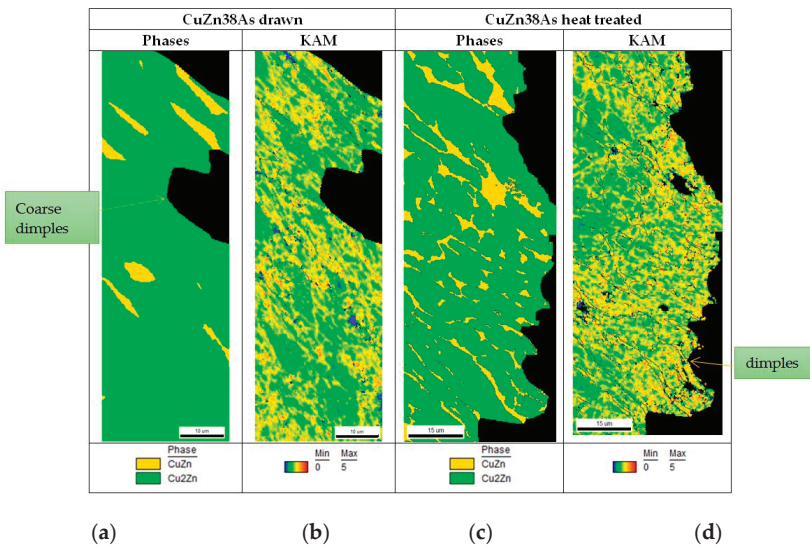 CuZn38As drawn
CuZn38As heat treated
Phases
KAM
Phases
KAM
Coarse
dimples
dimples
10 um
10 um
15 um
15 um
Phase
CuZn
Cu2Zn
Min Max
0 5
Phase
CuZn
Cu2Zn
Min Max
0 5
(a)
(b)
(c)
(d)